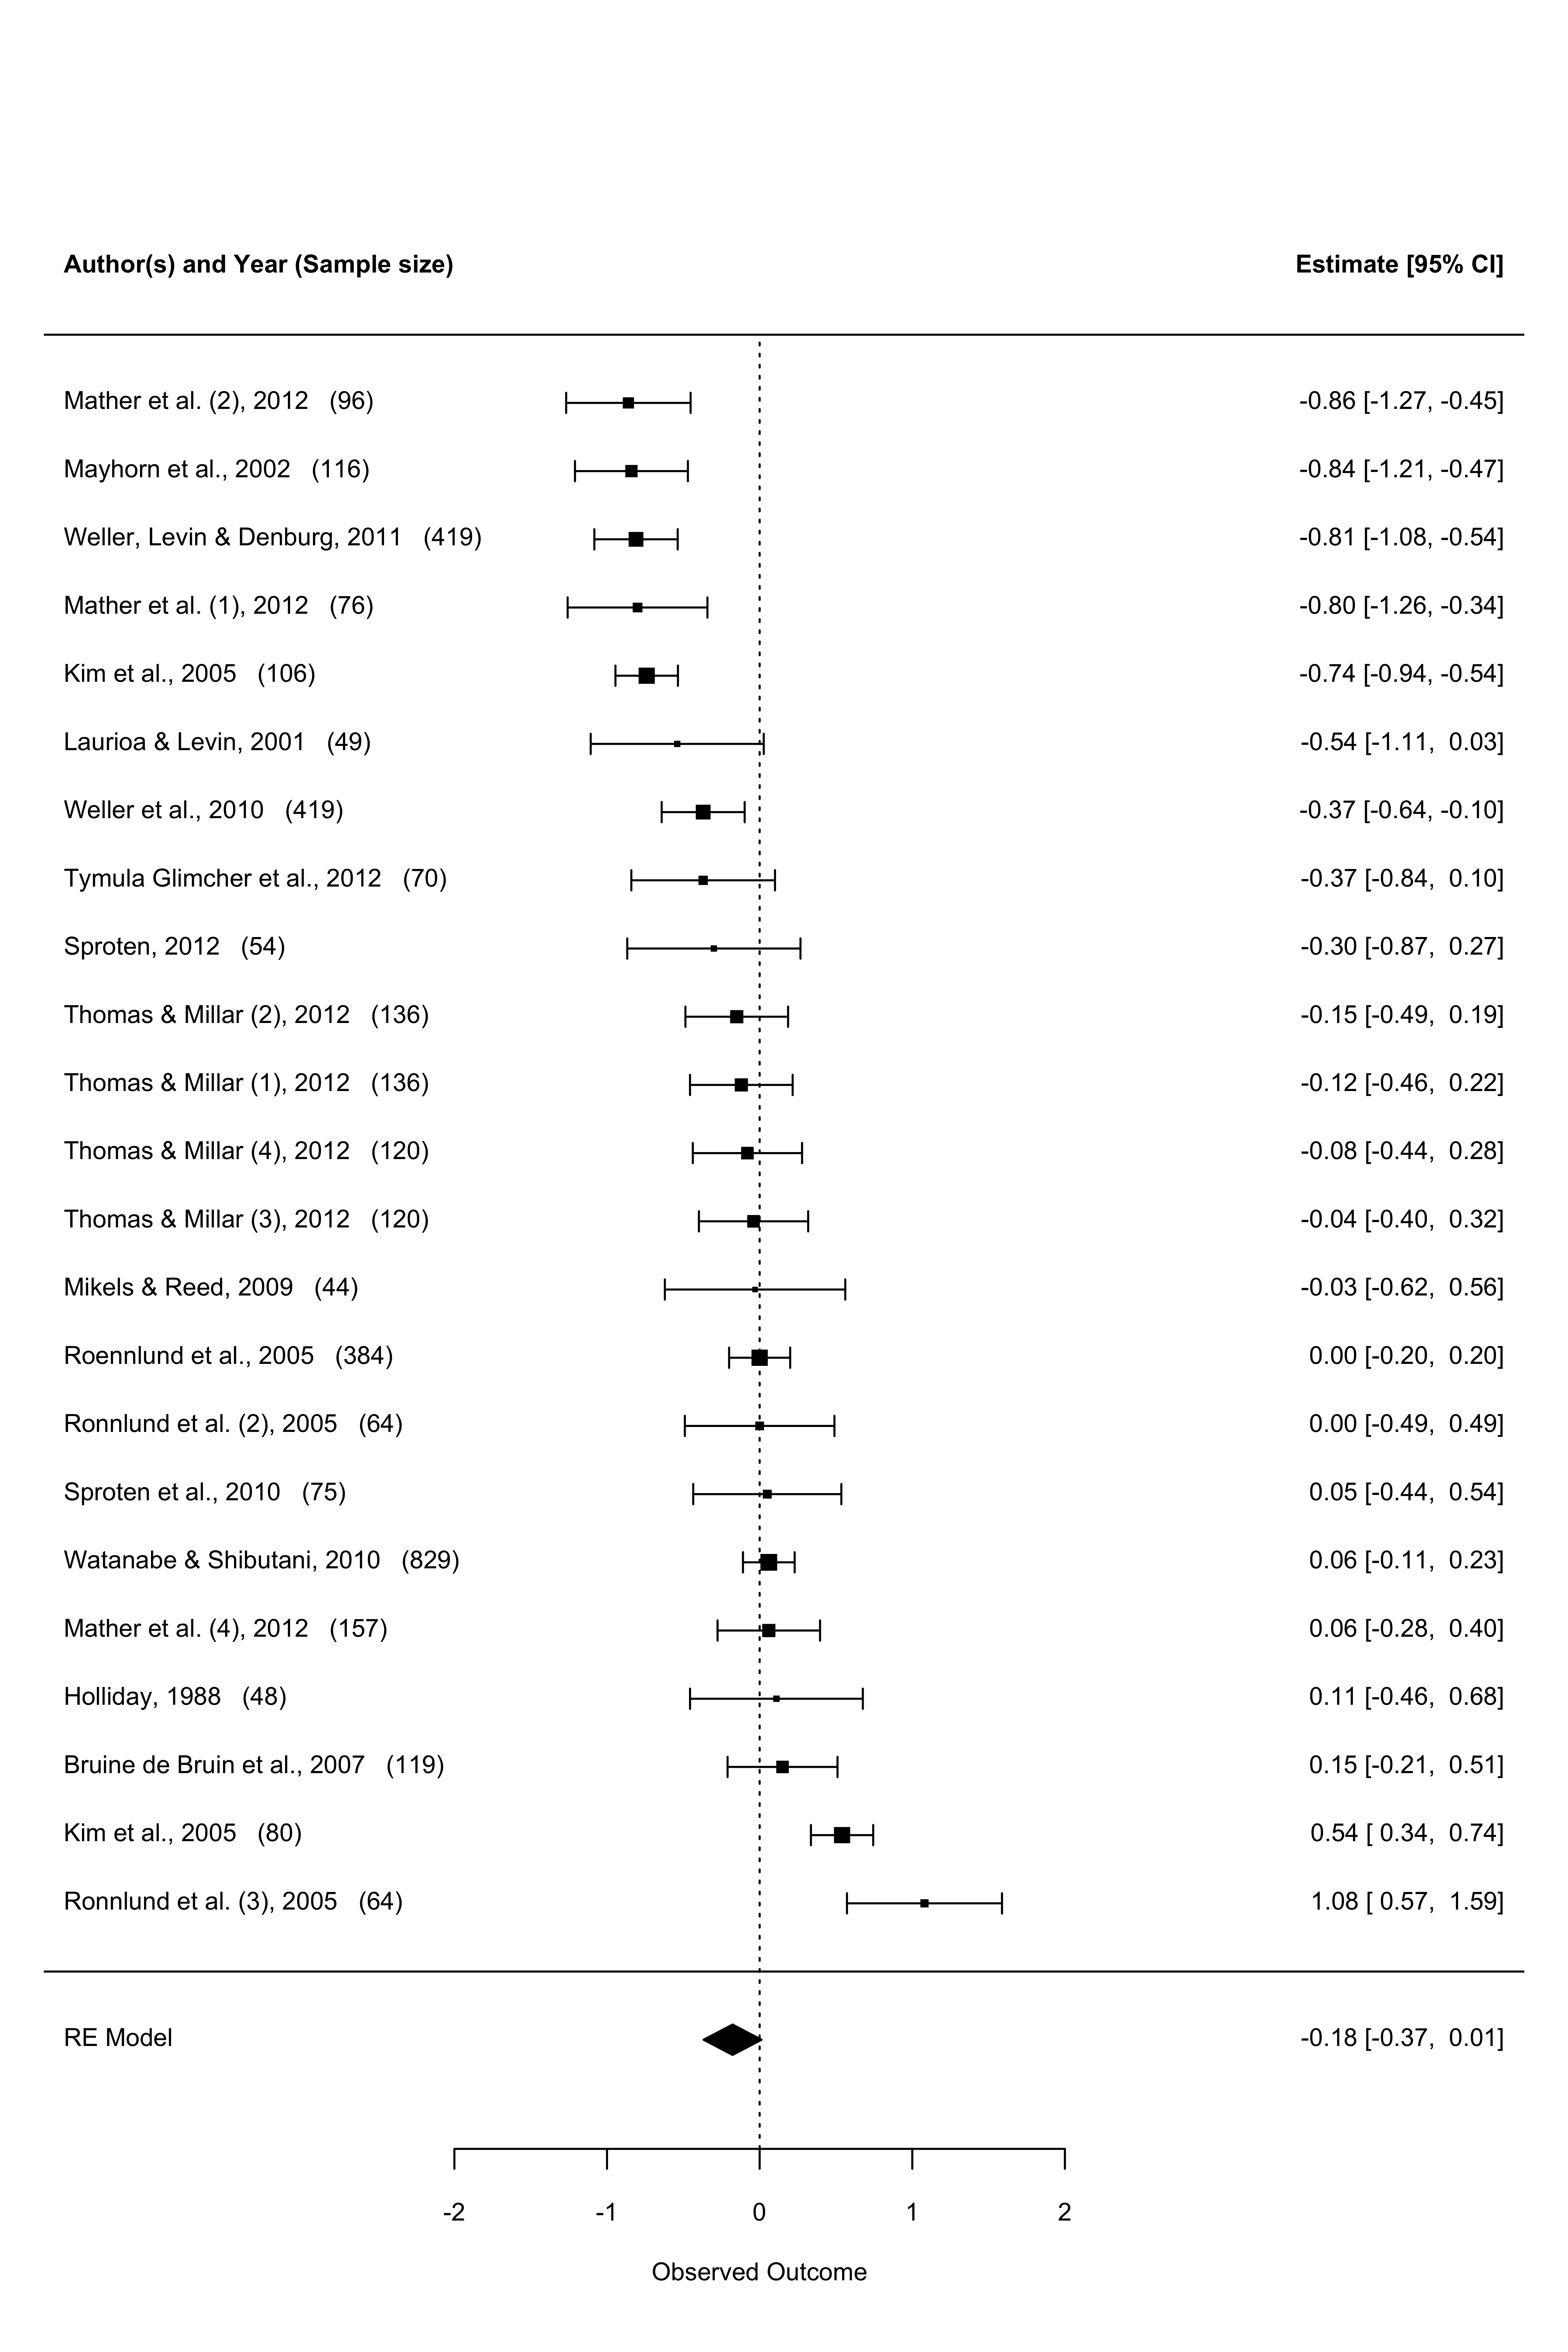 Author(s) and Year (Sample size) Estimate [95% CI]
Mather et al. (2), 2012 (96) -0.86 [-1.27, -0.45]
Mayhorn et al., 2002 (116) -0.84 [-1.21, -0.47]
Weller, Levin & Denburg, 2011 (419) -0.81 [-1.08, -0.54]
Mather et al. (1), 2012 (76) -0.80 [-1.26, -0.34]
Kim et al., 2005 (106) -0.74 [-0.94, -0.54]
Laurioa & Levin, 2001 (49) -0.54 [-1.11, 0.03]
Weller et al., 2010 (419) -0.37 [-0.64, -0.10]
Tymula Glimcher et al., 2012 (70) -0.37 [-0.84, 0.10]
Sproten, 2012 (54) -0.30 [-0.87, 0.27]
Thomas & Millar (2), 2012 (136) -0.15 [-0.49, 0.19]
Thomas & Millar (1), 2012 (136) -0.12 [-0.46, 0.22]
Thomas & Millar (4), 2012 (120) -0.08 [-0.44, 0.28]
Thomas & Millar (3), 2012 (120) -0.04 [-0.40, 0.32]
Mikels & Reed, 2009 (44) -0.03 [-0.62, 0.56]
Roennlund et al., 2005 (384) 0.00 [-0.20, 0.20]
Ronnlund et al. (2), 2005 (64) 0.00 [-0.49, 0.49]
Sproten et al., 2010 (75) 0.05 [-0.44, 0.54]
Watanabe & Shibutani, 2010 (829) 0.06 [-0.11, 0.23]
Mather et al. (4), 2012 (157) 0.06 [-0.28, 0.40]
Holliday, 1988 (48) 0.11 [-0.46, 0.68]
Bruine de Bruin et al., 2007 (119) 0.15 [-0.21, 0.51]
Kim et al., 2005 (80) 0.54 [ 0.34, 0.74]
Ronnlund et al. (3), 2005 (64) 1.08 [ 0.57, 1.59]
RE Model -0.18 [-0.37, 0.01]
-2 -1 0 1 2
Observed Outcome